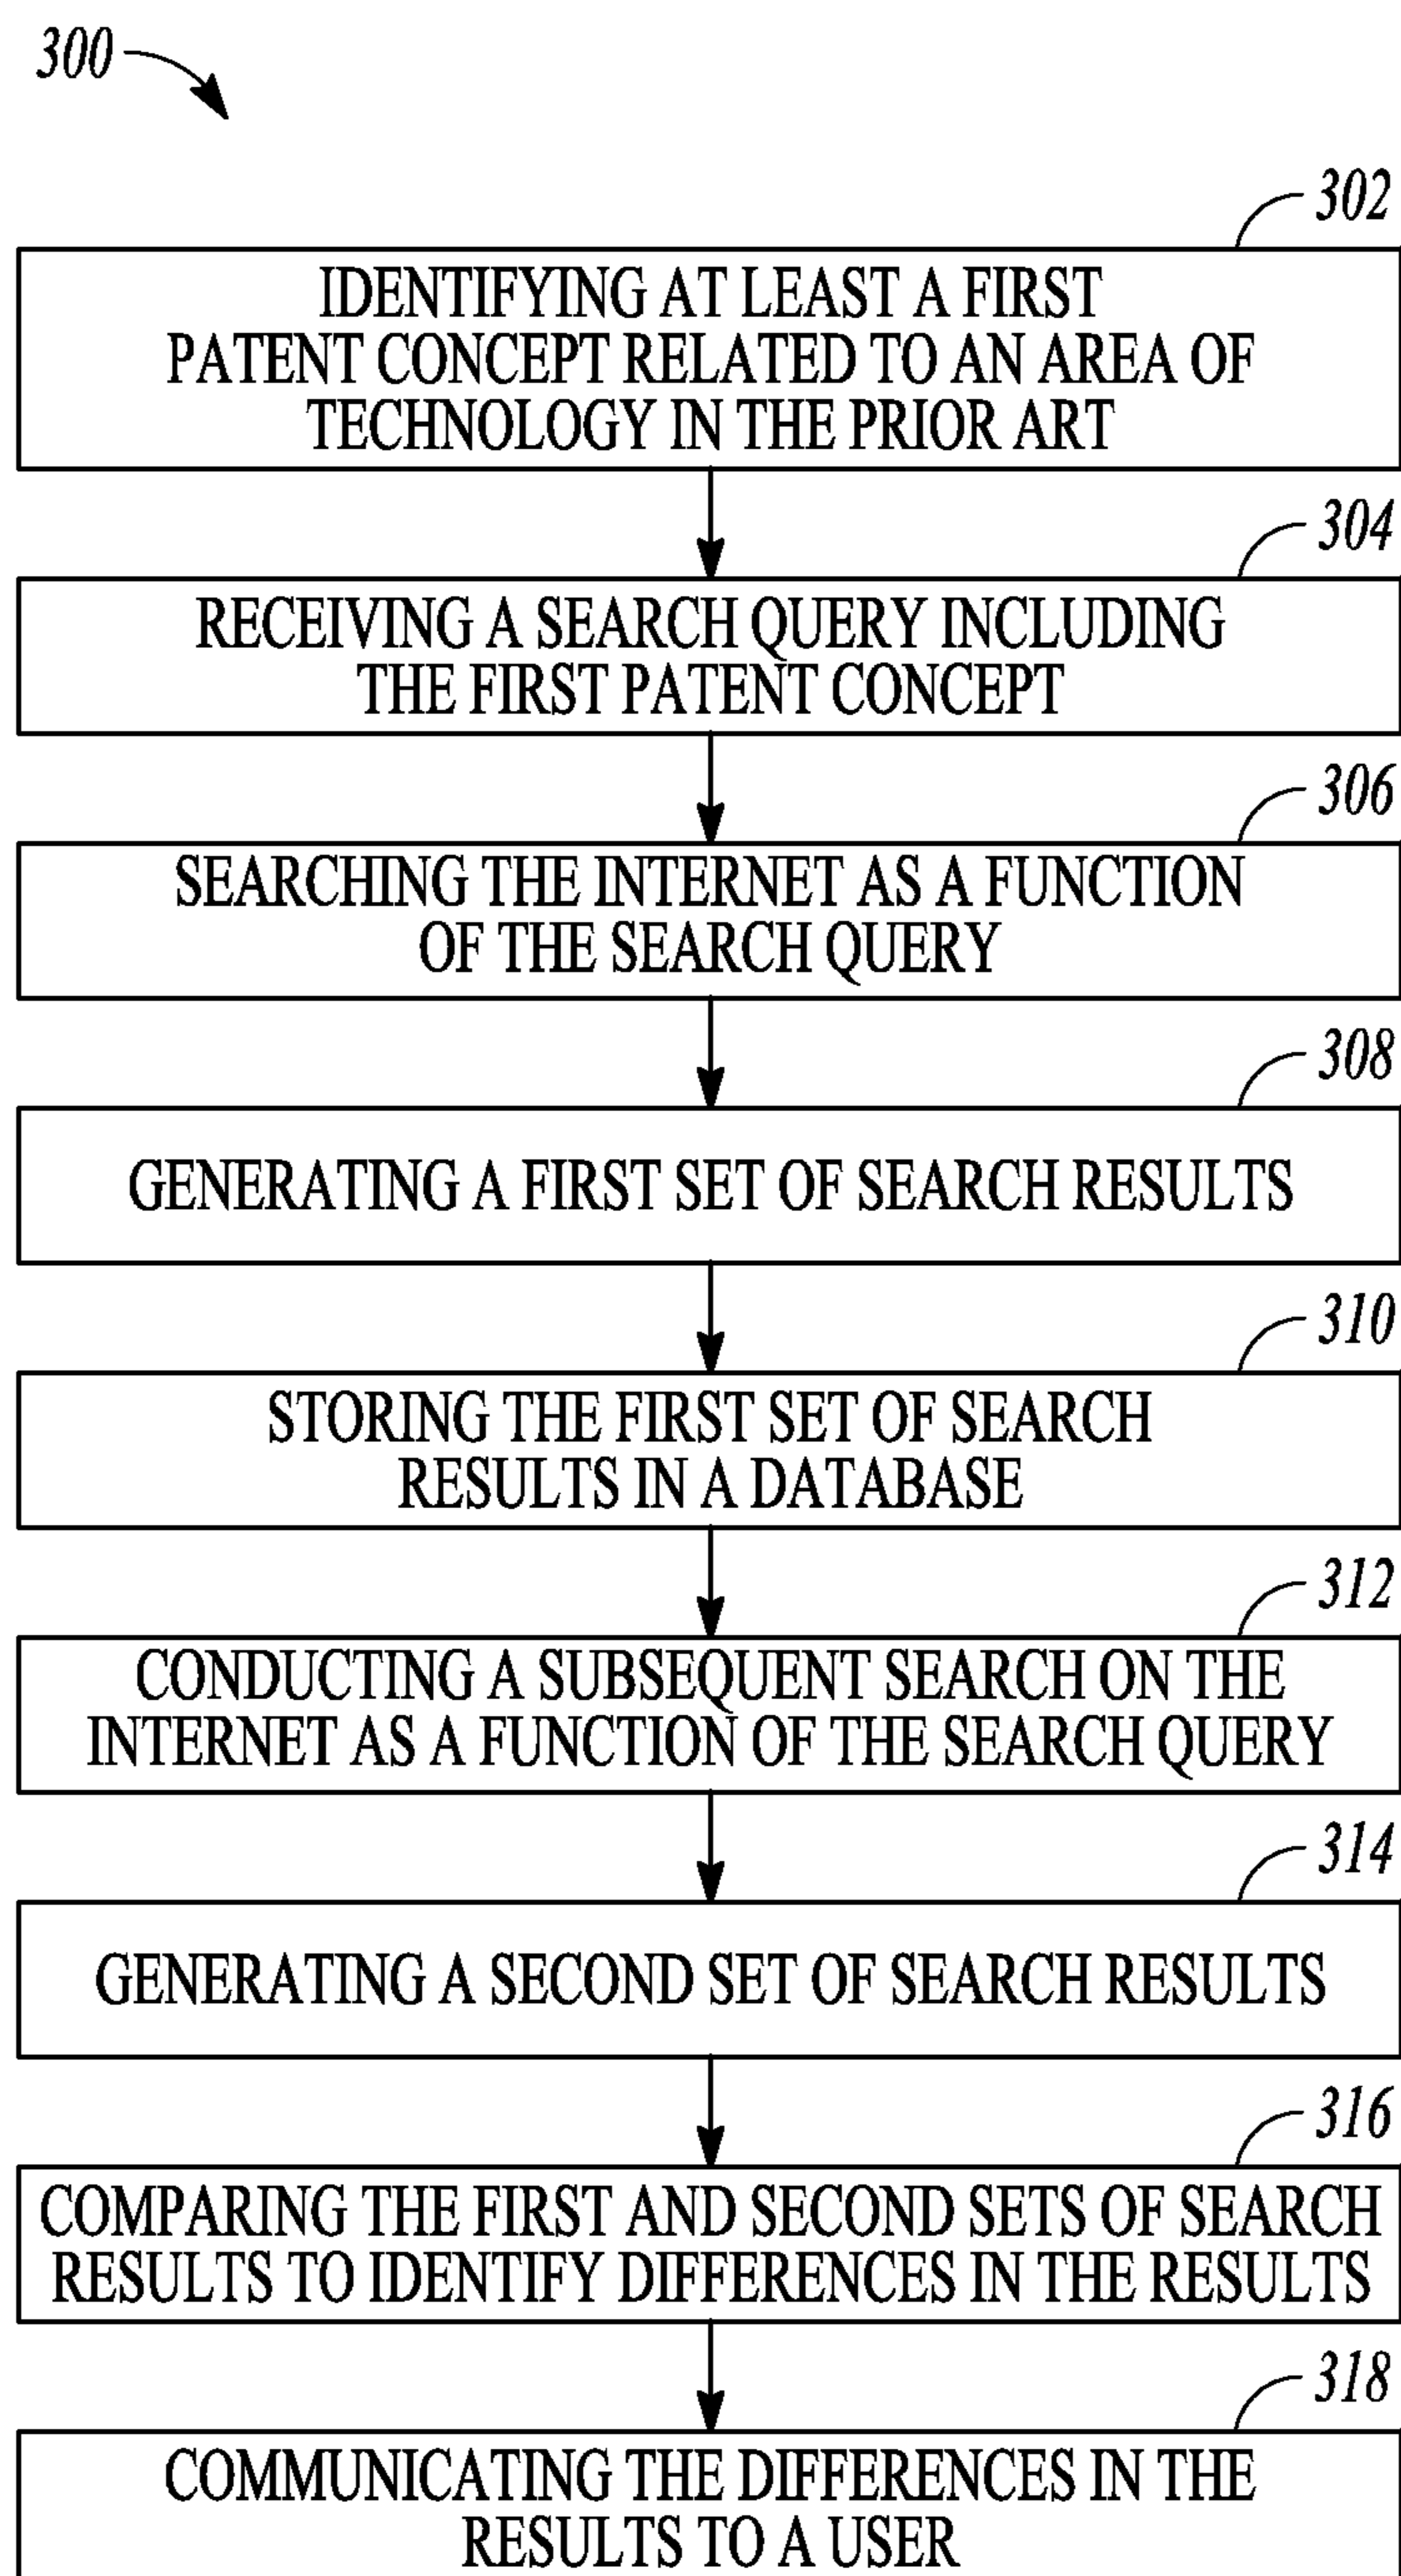 300
302
IDENTIFYING AT LEAST A FIRST
PATENT CONCEPT RELATED TO AN AREA OF
TECHNOLOGY IN THE PRIOR ART
304
RECEIVING A SEARCH QUERY INCLUDING
THE FIRST PATENT CONCEPT
306
SEARCHING THE INTERNET AS A FUNCTION
OF THE SEARCH QUERY
308
GENERATING A FIRST SET OF SEARCH RESULTS
310
STORING THE FIRST SET OF SEARCH
RESULTS IN A DATABASE
312
CONDUCTING A SUBSEQUENT SEARCH ON THE
INTERNET AS A FUNCTION OF THE SEARCH QUERY
314
GENERATING A SECOND SET OF SEARCH RESULTS
316
COMPARING THE FIRST AND SECOND SETS OF SEARCH
RESULTS TO IDENTIFY DIFFERENCES IN THE RESULTS
318
COMMUNICATING THE DIFFERENCES IN THE
RESULTS TO A USER